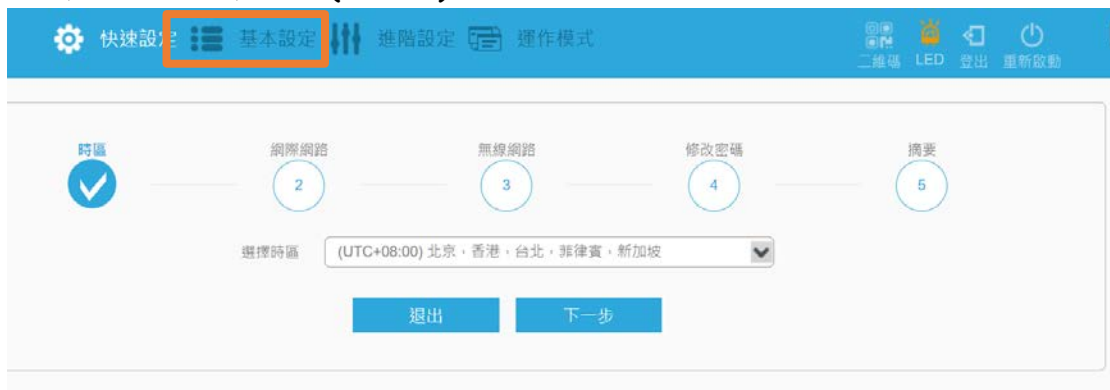 快速設定 基本設定 進階設定 運作模式
二維碼 LED 登出 重新啟動
時區 網際網路 無線網路 修改密碼 摘要
2 3 4 5
選擇時區 (UTC+08:00) 北京，香港，台北，菲律賓，新加坡
退出 下一步